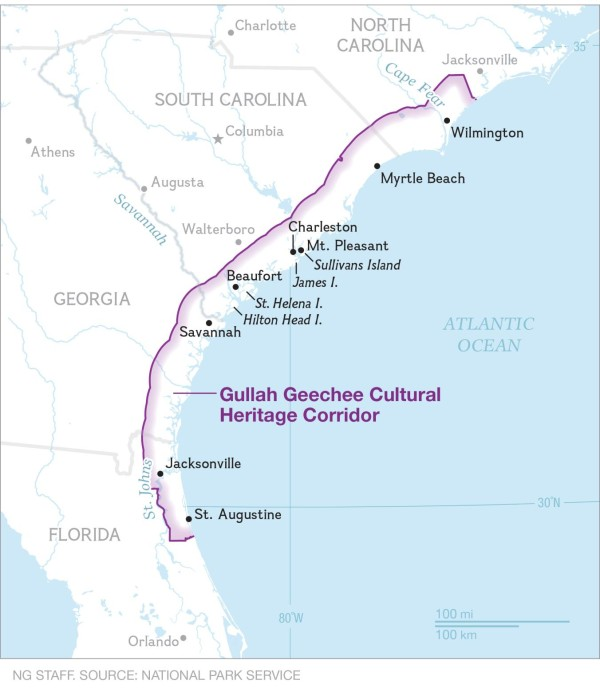 Charlotte
NORTH
CAROLINA
35°
Jacksonville
Cape Fear
SOUTH CAROLINA
Wilmington
Columbia
Athens
Myrtle Beach
Augusta
Savannah
Walterboro
Charleston
Mt. Pleasant
Sullivans Island
James I.
Beaufort
St. Helena I.
Hilton Head I.
GEORGIA
Savannah
ATLANTIC
OCEAN
Gullah Geechee Cultural
Heritage Corridor
Jacksonville
St. Johns
30°N
St. Augustine
FLORIDA
80°W
100 mi
100 km
Orlando
NG STAFF. SOURCE: NATIONAL PARK SERVICE